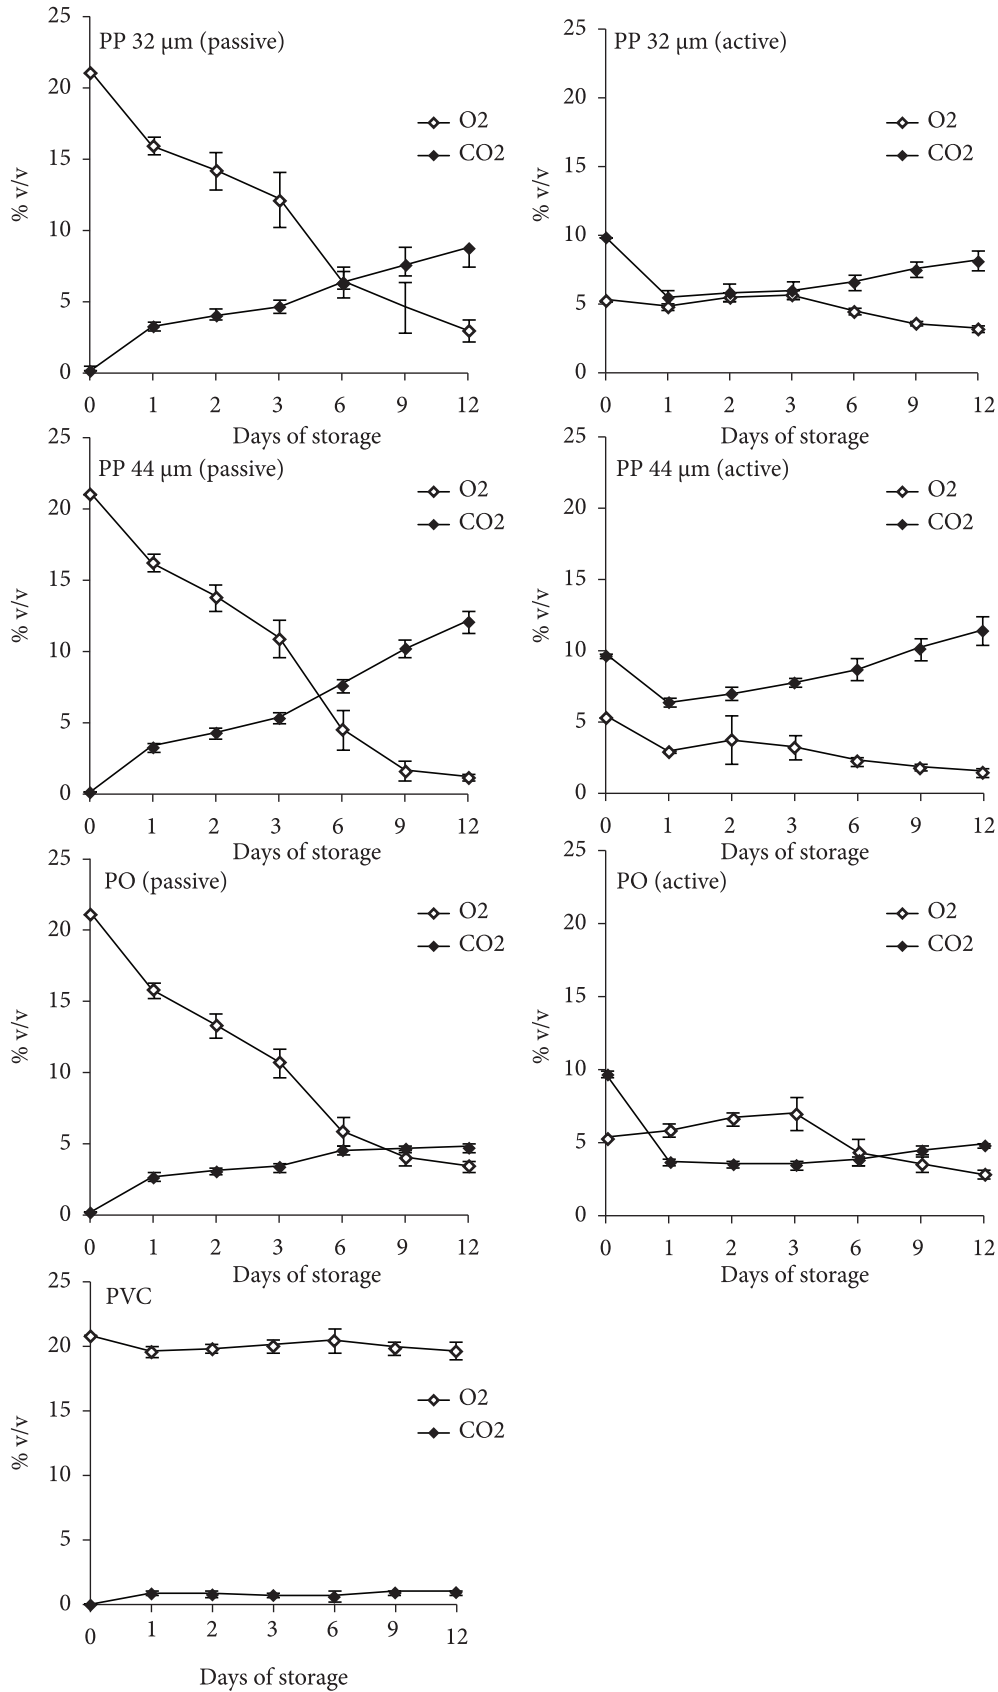 PP 32 µm (passive)
25
20
15
10
5
0
% v/v
O2
CO2
0 1 2 3 6 9 12
Days of storage
PP 32 µm (active)
25
20
15
10
5
0
% v/v
O2
CO2
0 1 2 3 6 9 12
Days of storage
PP 44 µm (passive)
25
20
15
10
5
0
% v/v
O2
CO2
0 1 2 3 6 9 12
Days of storage
PP 44 µm (active)
25
20
15
10
5
0
% v/v
O2
CO2
0 1 2 3 6 9 12
Days of storage
PO (passive)
25
20
15
10
5
0
% v/v
O2
CO2
0 1 2 3 6 9 12
Days of storage
PO (active)
25
20
15
10
5
0
% v/v
O2
CO2
0 1 2 3 6 9 12
Days of storage
PVC
25
20
15
10
5
0
% v/v
O2
CO2
0 1 2 3 6 9 12
Days of storage